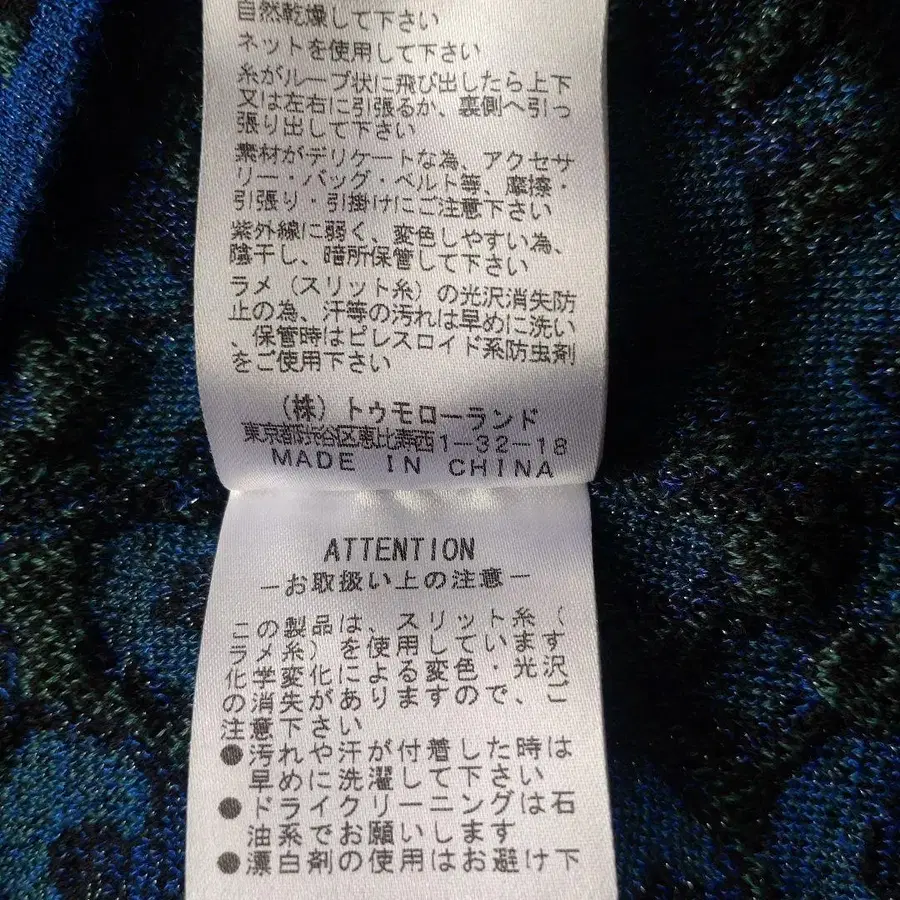 自然乾燥して下さい
ネットを使用して下さい
糸がループ状に飛び出したら上下
又は左右に引張るか、裏側へ引っ
張り出して下さい
素材がデリケートな為、アクセサ
リー・バッグ・ベルト等、摩擦・
引張り・引掛けにご注意下さい
紫外線に弱く、変色しやすい為、
陰干し、暗所保管して下さい
ラメ（スリット糸）の光沢消失防
止の為、汗等の汚れは早めに洗い
、保管時はピレスロイド系防虫剤
をご使用下さい
（株）トゥモローランド
東京都渋谷区恵比寿西1-32-18
MADE IN CHINA
ATTENTION
－お取扱い上の注意－
この製品は、スリット糸（
ラメ糸）を使用しています
化学変化による変色・光沢
の消失がありますので、ご
注意下さい
●汚れや汗が付着した時は
早めに洗濯して下さい
●ドライクリーニングは石
油系でお願いします
●漂白剤の使用はお避け下